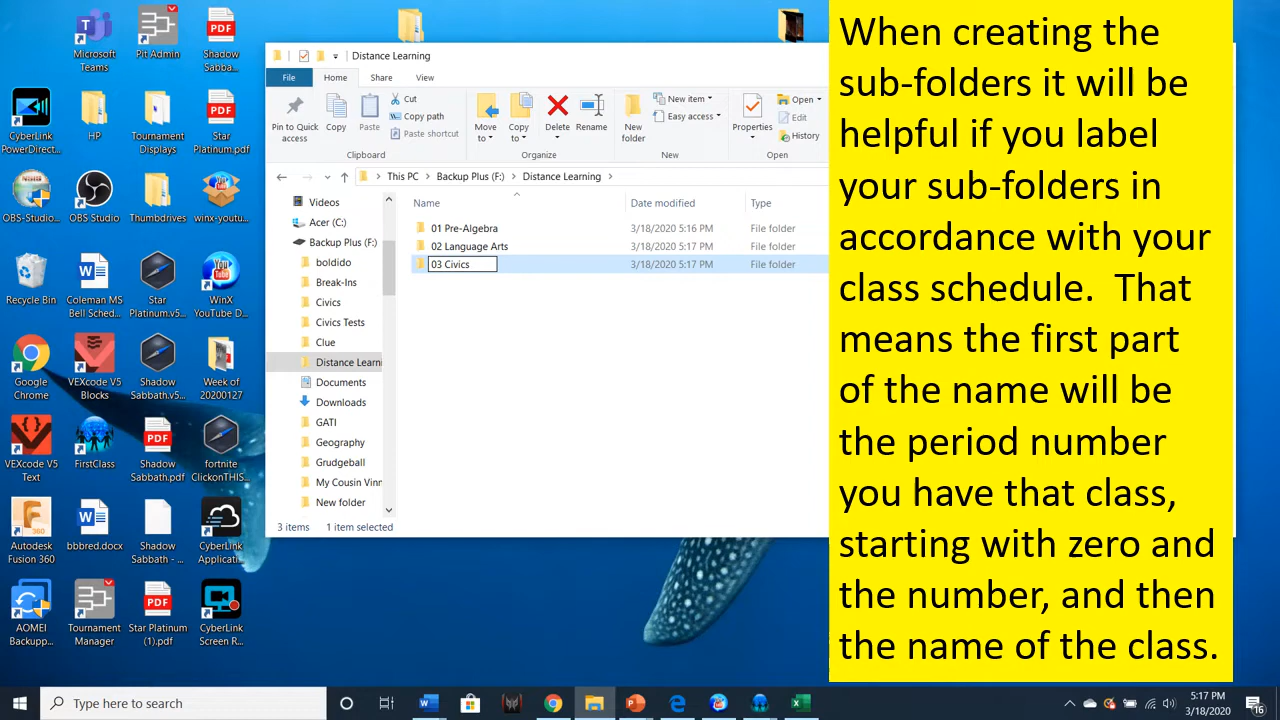 Microsoft
Teams
Pit Admin
Shadow
Sabba...
CyberLink
PowerDirect...
HP
Tournament
Displays
Star
Platinum.pdf
OBS-Studio...
OBS Studio
Thumbdrives
winx-youtu...
Recycle Bin
Coleman MS
Bell Sched...
Star
Platinum.v5...
WinX
YouTube D...
Google
Chrome
VEXcode V5
Blocks
Shadow
Sabbath.v5...
Week of
20200127
VEXcode V5
Text
FirstClass
Shadow
Sabbath.pdf
fortnite
ClickonTHIS...
Autodesk
Fusion 360
bbbred.docx
Shadow
Sabbath - ...
CyberLink
Applicati...
AOMEI
Backupp...
Tournament
Manager
Star Platinum
(1).pdf
CyberLink
Screen R...
Distance Learning
File Home Share View
Pin to Quick
access
Copy
Paste
Cut
Copy path
Paste shortcut
Clipboard
Move
to
Copy
to
Delete
Rename
Organize
New
folder
New item
Easy access
New
Properties
Open
Edit
History
Open
This PC > Backup Plus (F:) > Distance Learning >
Name Date modified Type
01 Pre-Algebra 3/18/2020 5:16 PM File folder
02 Language Arts 3/18/2020 5:17 PM File folder
03 Civics 3/18/2020 5:17 PM File folder
Videos
Acer (C:)
Backup Plus (F:)
boldido
Break-Ins
Civics
Civics Tests
Clue
Distance Learni
Documents
Downloads
GATI
Geography
Grudgeball
My Cousin Vinn
New folder
3 items 1 item selected
When creating the
sub-folders it will be
helpful if you label
your sub-folders in
accordance with your
class schedule. That
means the first part
of the name will be
the period number
you have that class,
starting with zero and
the number, and then
the name of the class.
Type here to search
5:17 PM
3/18/2020
16